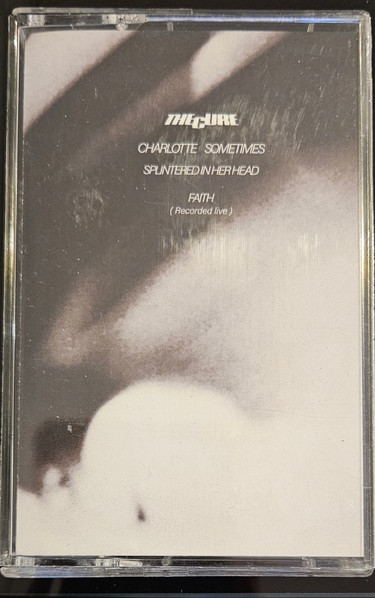 THE CURE
CHARLOTTE SOMETIMES
SPLINTERED IN HER HEAD
FAITH
( Recorded live )